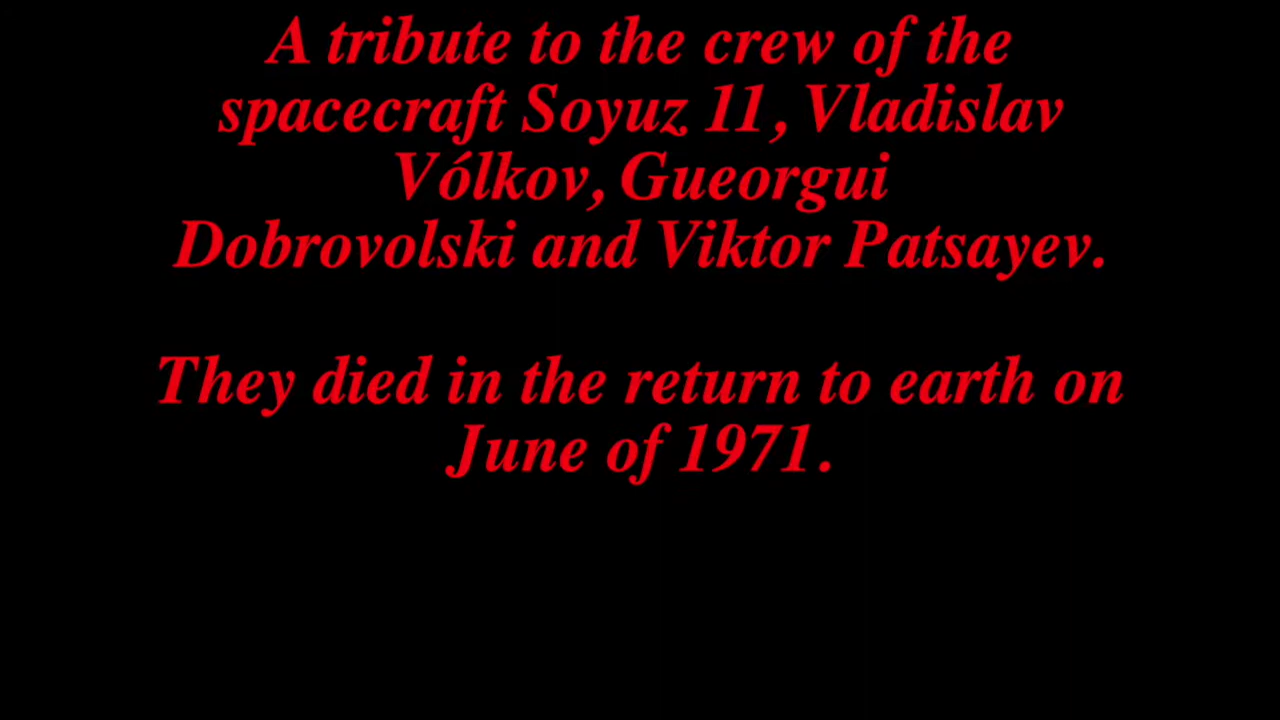 A tribute to the crew of the
spacecraft Soyuz 11, Vladislav
Vólkov, Gueorgui
Dobrovolski and Viktor Patsayev.
They died in the return to earth on
June of 1971.